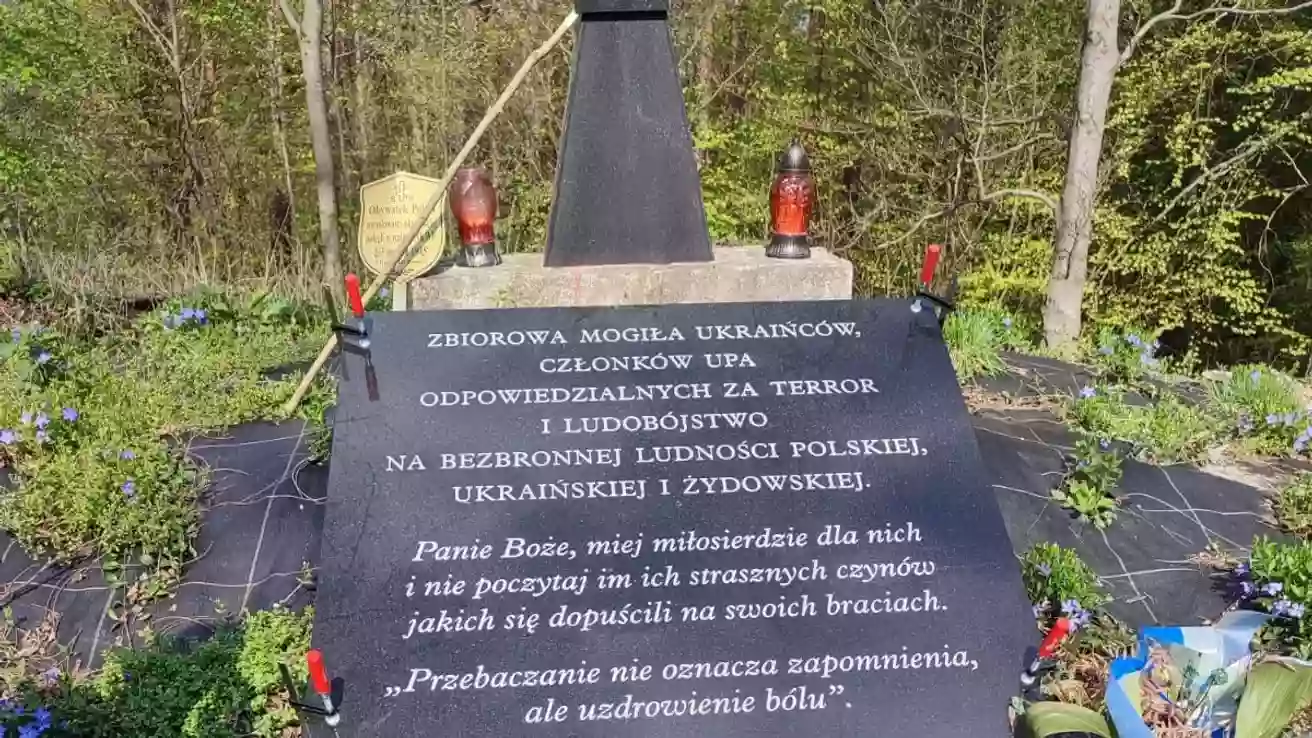 Obywatele
ZBIOROWA MOGIŁA UKRAIŃCÓW,
CZŁONKÓW UPA
ODPOWIEDZIALNYCH ZA TERROR
I LUDOBÓJSTWO
NA BEZBRONNEJ LUDNOŚCI POLSKIEJ,
UKRAIŃSKIEJ I ŻYDOWSKIEJ.
Panie Boże, miej miłosierdzie dla nich
i nie poczytaj im ich strasznych czynów
jakich się dopuścili na swoich braciach.
„Przebaczanie nie oznacza zapomnienia,
ale uzdrowienie bólu”.